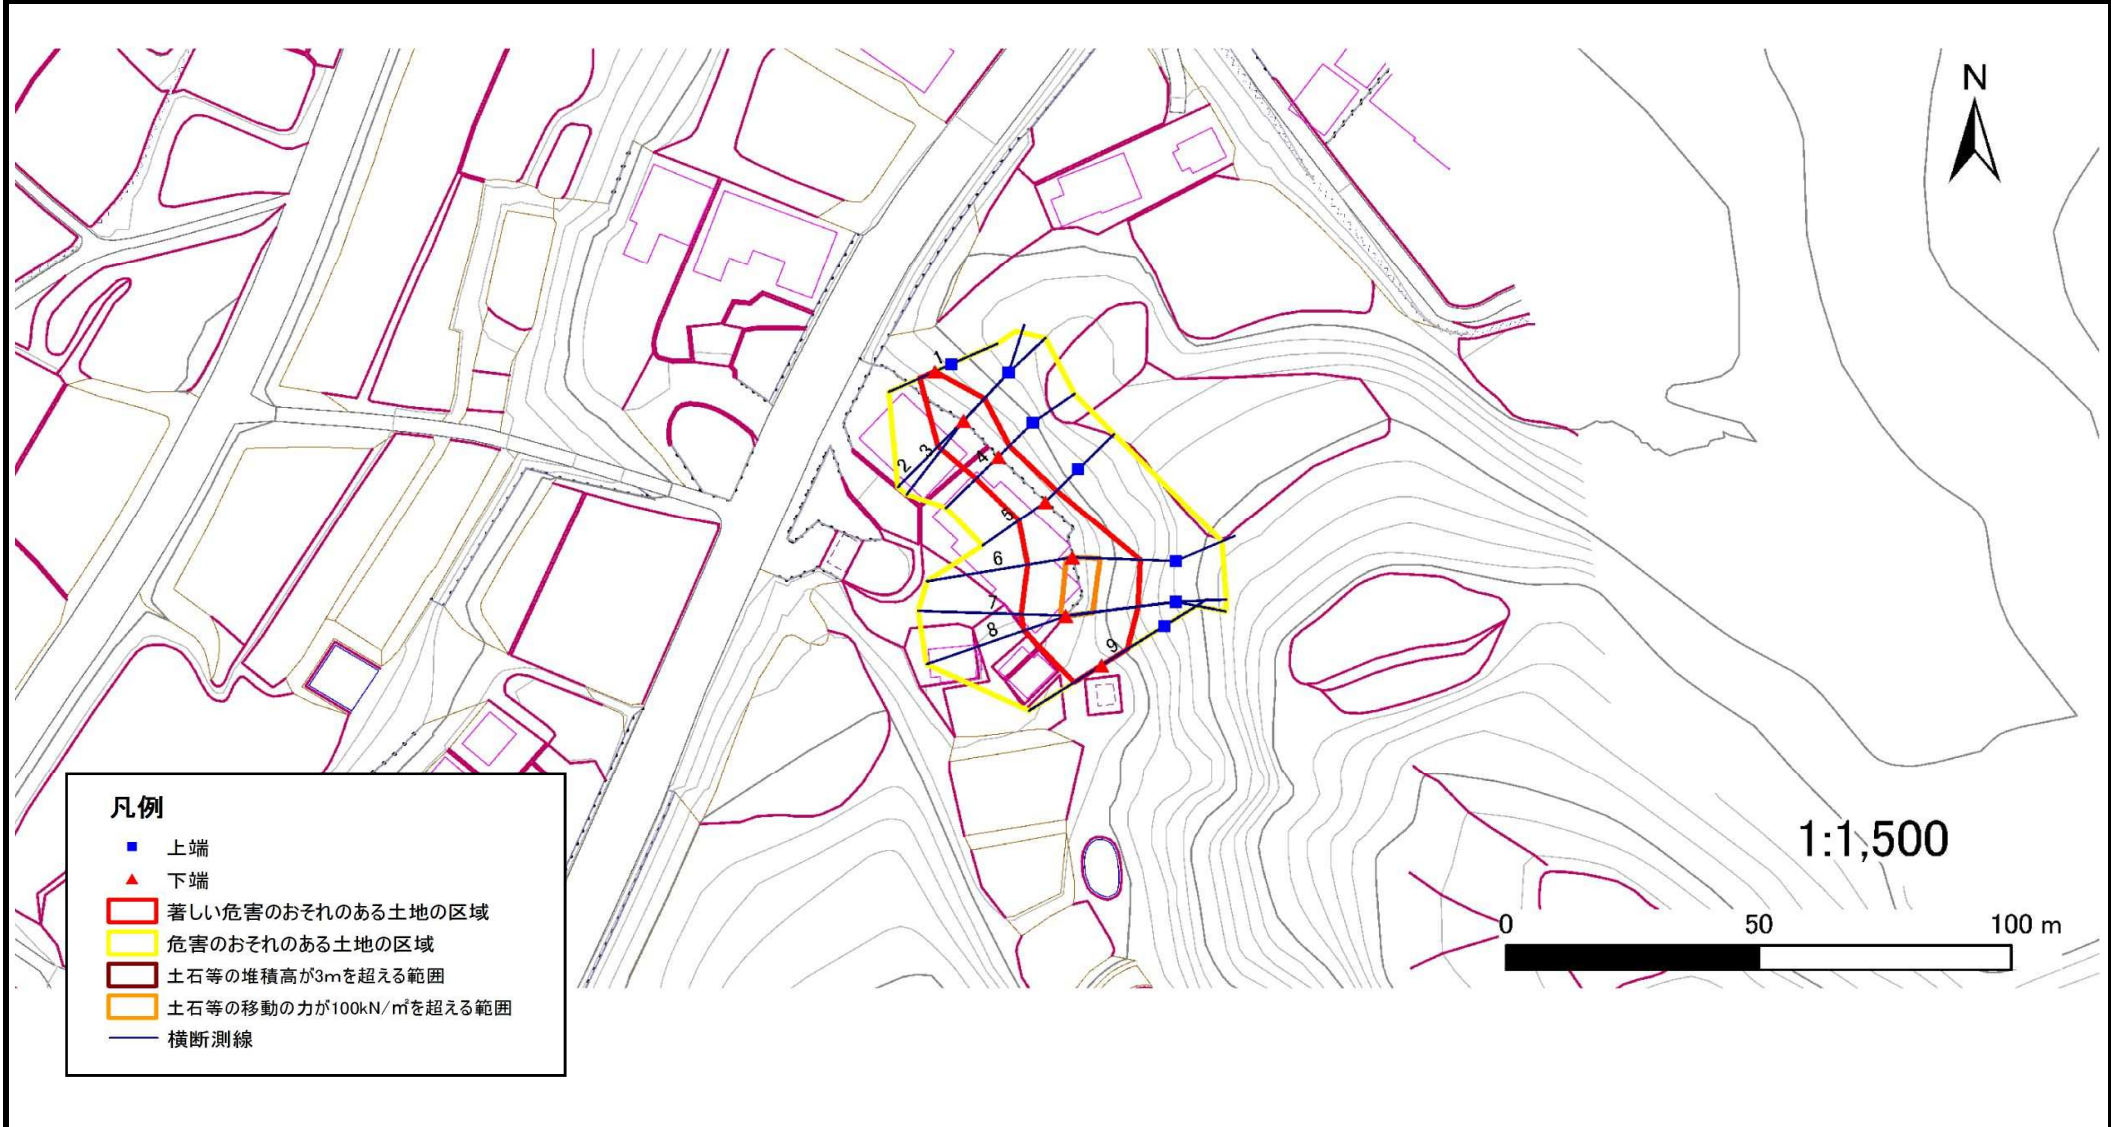 N
1
2
3
4
5
6
7
8
9
凡例
上端
下端
著しい危害のおそれのある土地の区域
危害のおそれのある土地の区域
土石等の堆積高が3mを超える範囲
土石等の移動の力が100kN/㎡を超える範囲
横断測線
1:1,500
0 50 100 m